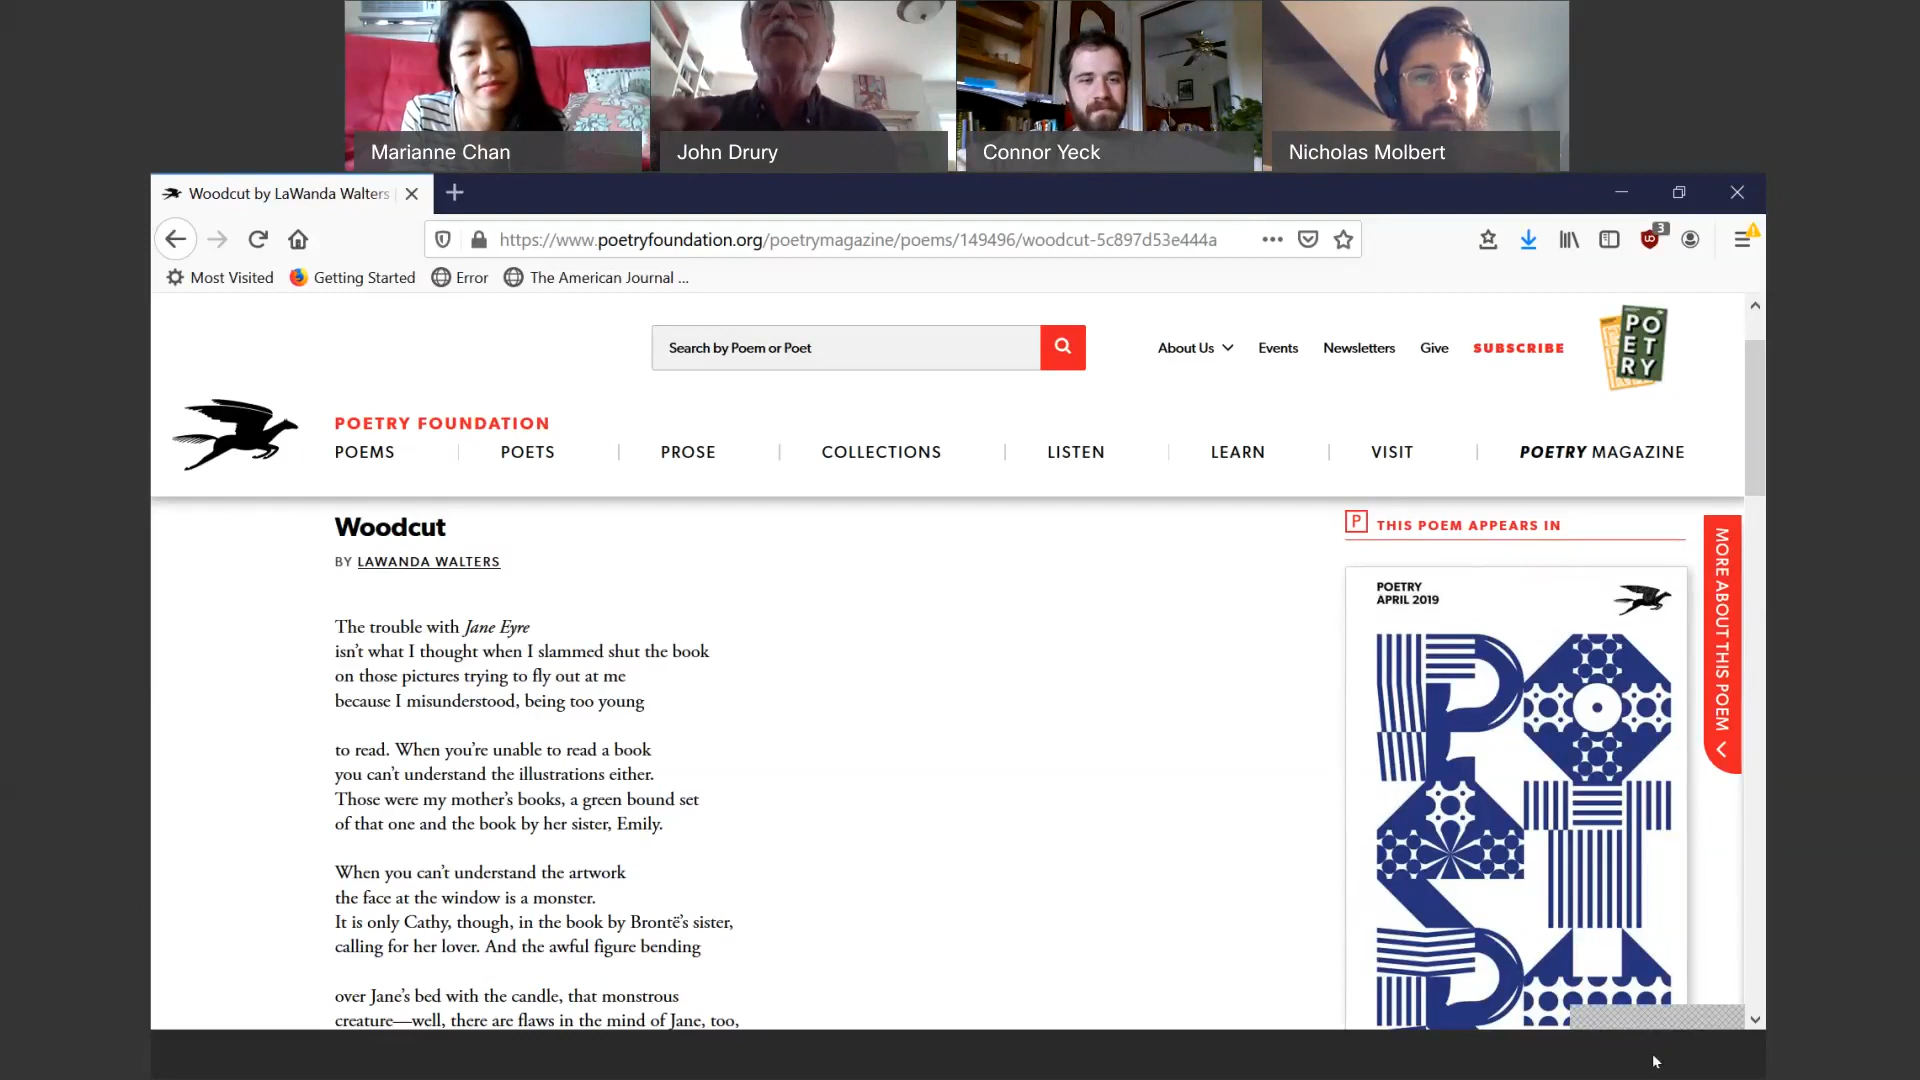 Marianne Chan
John Drury
Connor Yeck
Nicholas Molbert
Woodcut by LaWanda Walters
https://www.poetryfoundation.org/poetrymagazine/poems/149496/woodcut-5c897d53e444a
3
Most Visited
Getting Started
Error
The American Journal ...
Search by Poem or Poet
About Us
Events
Newsletters
Give
SUBSCRIBE
PO
ET
RY
POETRY FOUNDATION
POEMS
POETS
PROSE
COLLECTIONS
LISTEN
LEARN
VISIT
POETRY MAGAZINE
Woodcut
BY LAWANDA WALTERS
The trouble with Jane Eyre
isn't what I thought when I slammed shut the book
on those pictures trying to fly out at me
because I misunderstood, being too young
to read. When you're unable to read a book
you can't understand the illustrations either.
Those were my mother's books, a green bound set
of that one and the book by her sister, Emily.
When you can't understand the artwork
the face at the window is a monster.
It is only Cathy, though, in the book by Brontë's sister,
calling for her lover. And the awful figure bending
over Jane's bed with the candle, that monstrous
creature—well, there are flaws in the mind of Jane, too,
P THIS POEM APPEARS IN
POETRY
APRIL 2019
MORE ABOUT THIS POEM